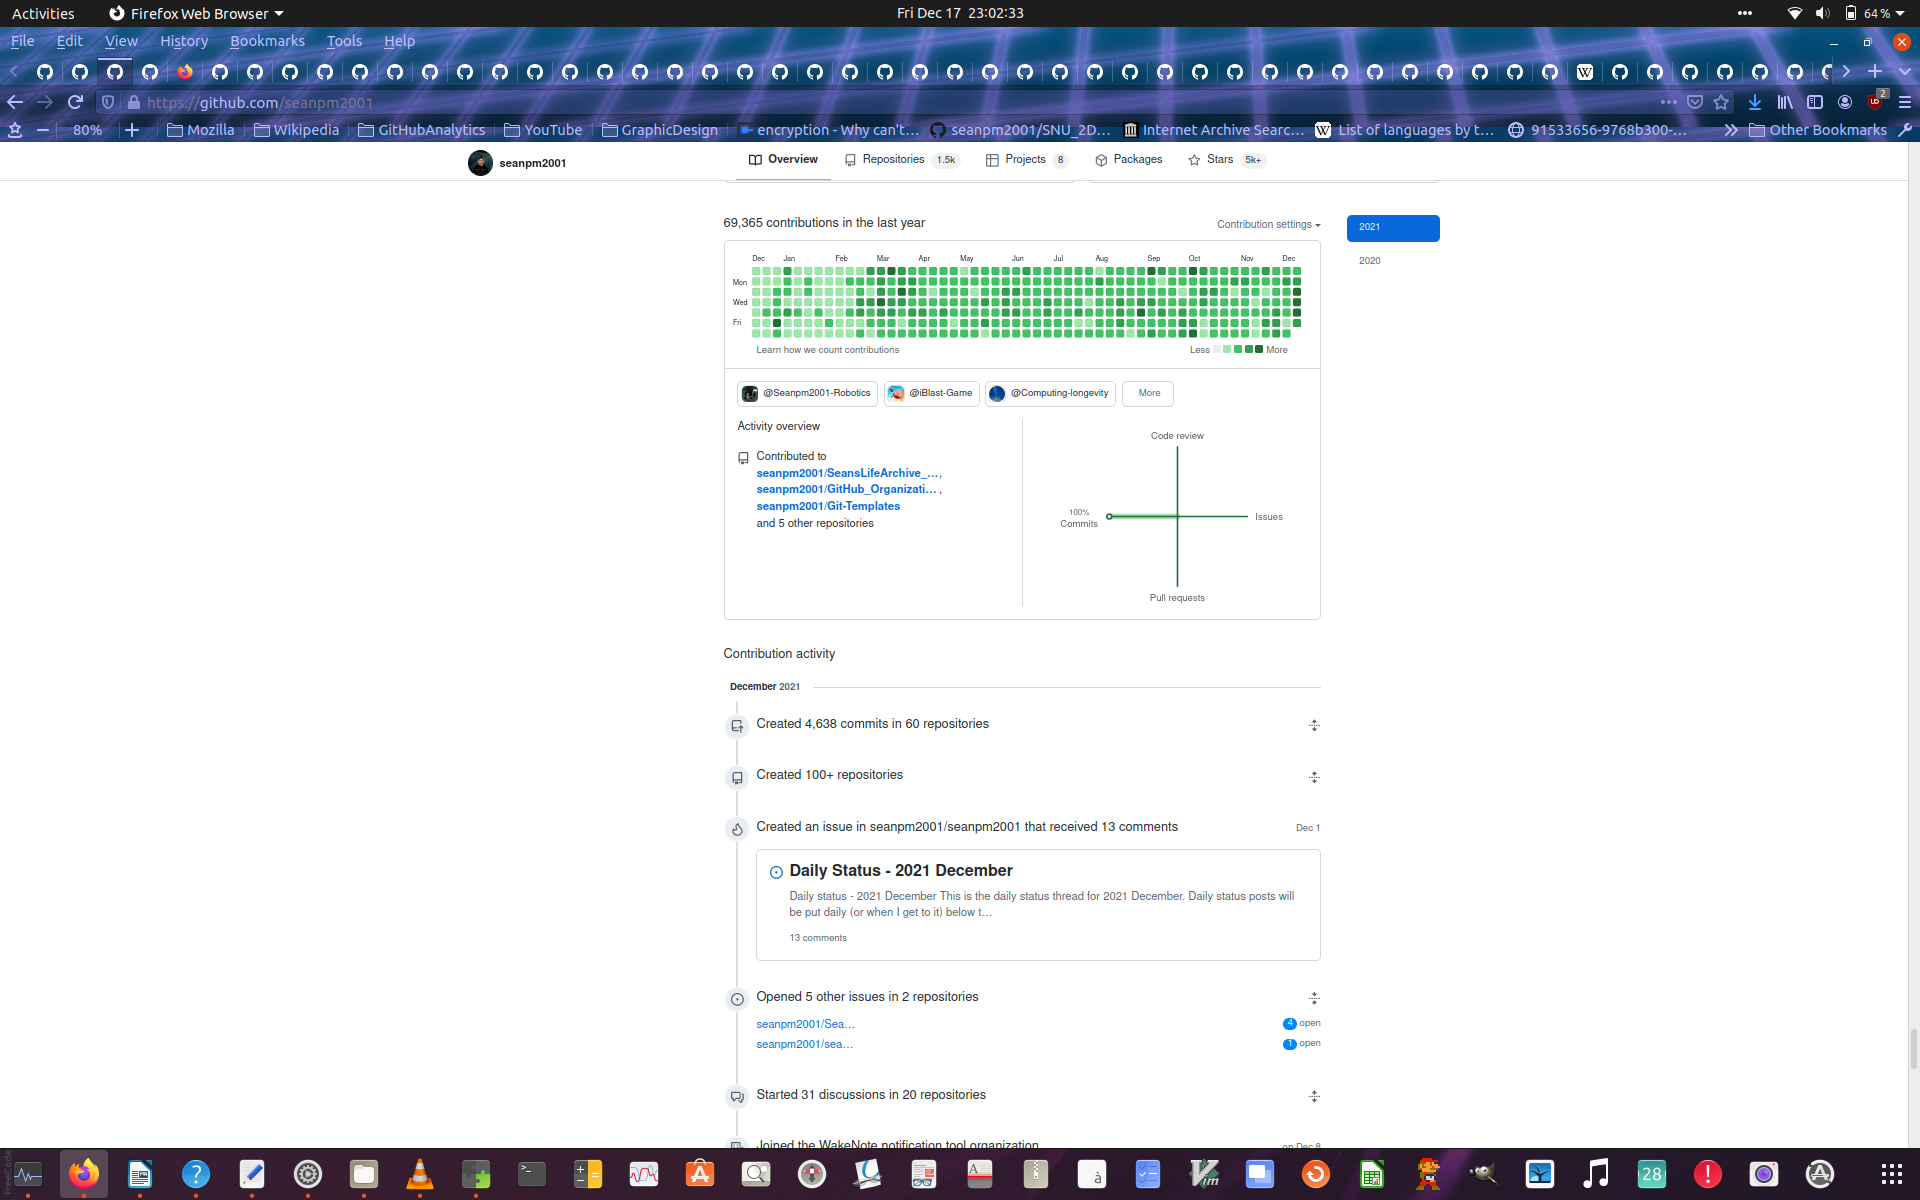 Activities
Firefox Web Browser
Fri Dec 17 23:02:33
64 %
File Edit View History Bookmarks Tools Help
https://github.com/seanpm2001
2
80%
Mozilla
Wikipedia
GitHubAnalytics
YouTube
GraphicDesign
encryption - Why can't…
seanpm2001/SNU_2D…
Internet Archive Searc…
List of languages by t…
91533656-9768b300-…
Other Bookmarks
seanpm2001
Overview
Repositories 1.5k
Projects 8
Packages
Stars 5k+
69,365 contributions in the last year
Contribution settings
2021
2020
Dec Jan Feb Mar Apr May Jun Jul Aug Sep Oct Nov Dec
Mon
Wed
Fri
Learn how we count contributions
Less
More
@Seanpm2001-Robotics
@iBlast-Game
@Computing-longevity
More
Activity overview
Contributed to
seanpm2001/SeansLifeArchive_…,
seanpm2001/GitHub_Organizati… ,
seanpm2001/Git-Templates
and 5 other repositories
Code review
100%
Commits
Issues
Pull requests
Contribution activity
December 2021
Created 4,638 commits in 60 repositories
Created 100+ repositories
Created an issue in seanpm2001/seanpm2001 that received 13 comments
Dec 1
Daily Status - 2021 December
Daily status - 2021 December This is the daily status thread for 2021 December. Daily status posts will
be put daily (or when I get to it) below t…
13 comments
Opened 5 other issues in 2 repositories
seanpm2001/Sea…
4 open
seanpm2001/sea…
1 open
Started 31 discussions in 20 repositories
Joined the WakeNote notification tool organization
on Dec 8
FreeCode
28